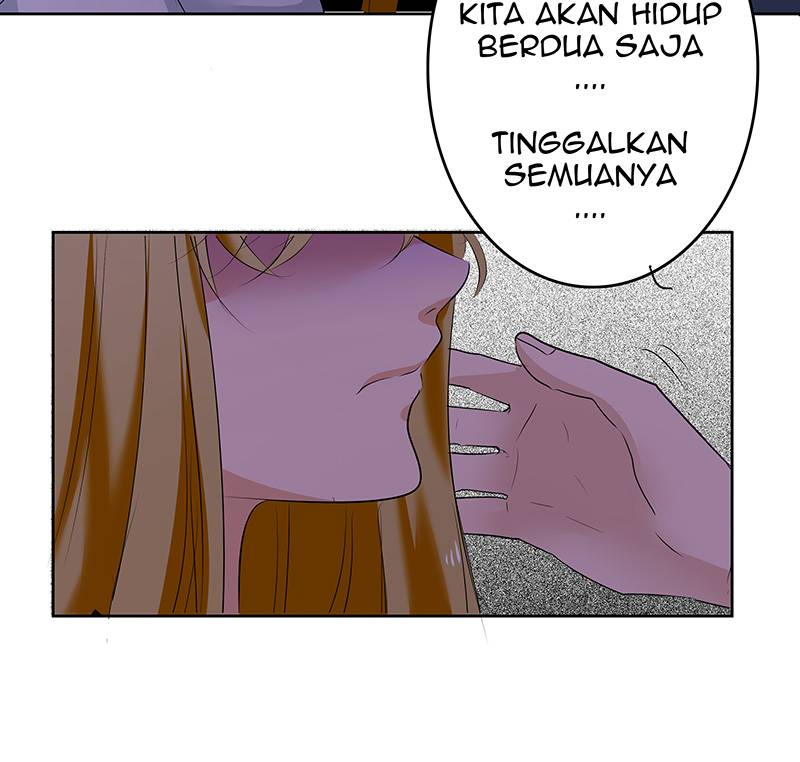 KITA AKAN HIDUP
BERDUA SAJA
....
TINGGALKAN
SEMUANYA
....